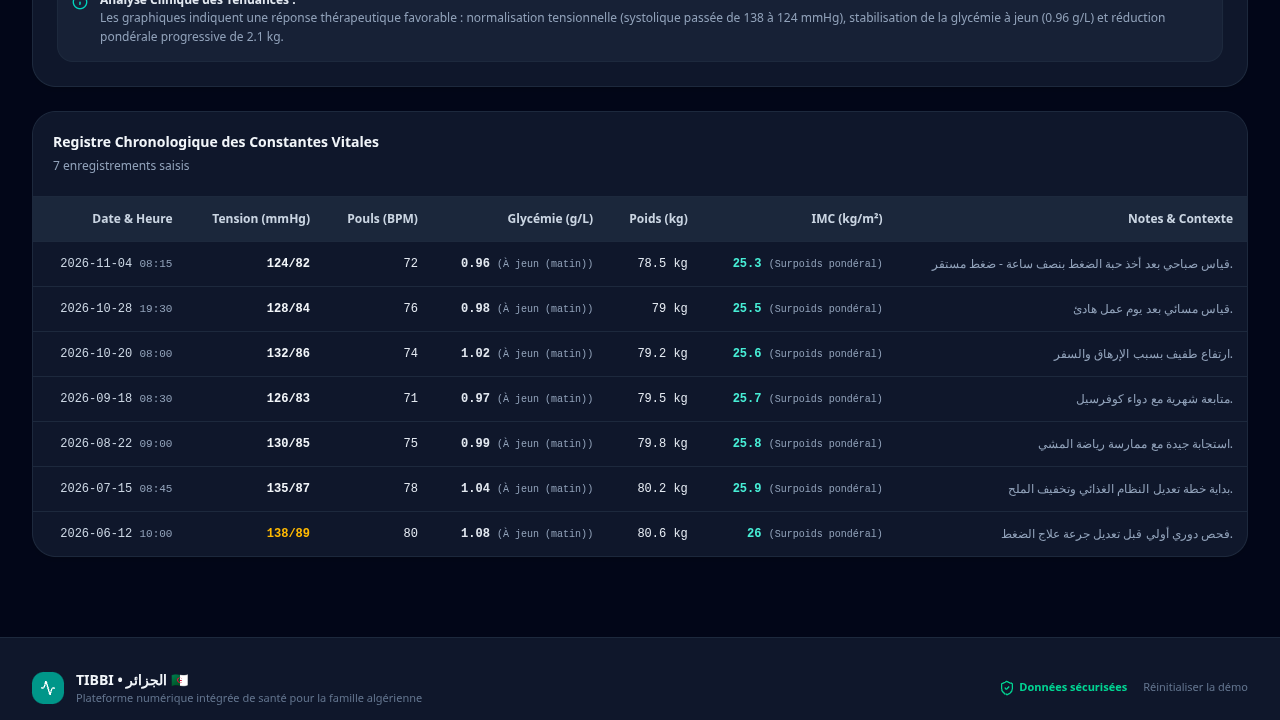 Analyse Clinique des Tendances :
Les graphiques indiquent une réponse thérapeutique favorable : normalisation tensionnelle (systolique passée de 138 à 124 mmHg), stabilisation de la glycémie à jeun (0.96 g/L) et réduction
pondérale progressive de 2.1 kg.
Registre Chronologique des Constantes Vitales
7 enregistrements saisis
Date & Heure Tension (mmHg) Pouls (BPM) Glycémie (g/L) Poids (kg) IMC (kg/m²) Notes & Contexte
2026-11-04 08:15 124/82 72 0.96 (À jeun (matin)) 78.5 kg 25.3 (Surpoids pondéral) قياس صباحي بعد أخذ حبة الضغط بنصف ساعة - ضغط مستقر.
2026-10-28 19:30 128/84 76 0.98 (À jeun (matin)) 79 kg 25.5 (Surpoids pondéral) قياس مسائي بعد يوم عمل هادئ.
2026-10-20 08:00 132/86 74 1.02 (À jeun (matin)) 79.2 kg 25.6 (Surpoids pondéral) ارتفاع طفيف بسبب الإرهاق والسفر.
2026-09-18 08:30 126/83 71 0.97 (À jeun (matin)) 79.5 kg 25.7 (Surpoids pondéral) متابعة شهرية مع دواء كوفرسيل.
2026-08-22 09:00 130/85 75 0.99 (À jeun (matin)) 79.8 kg 25.8 (Surpoids pondéral) استجابة جيدة مع ممارسة رياضة المشي.
2026-07-15 08:45 135/87 78 1.04 (À jeun (matin)) 80.2 kg 25.9 (Surpoids pondéral) بداية خطة تعديل النظام الغذائي وتخفيف الملح.
2026-06-12 10:00 138/89 80 1.08 (À jeun (matin)) 80.6 kg 26 (Surpoids pondéral) فحص دوري أولي قبل تعديل جرعة علاج الضغط.
TIBBI • الجزائر 🇩🇿
Plateforme numérique intégrée de santé pour la famille algérienne
Données sécurisées Réinitialiser la démo